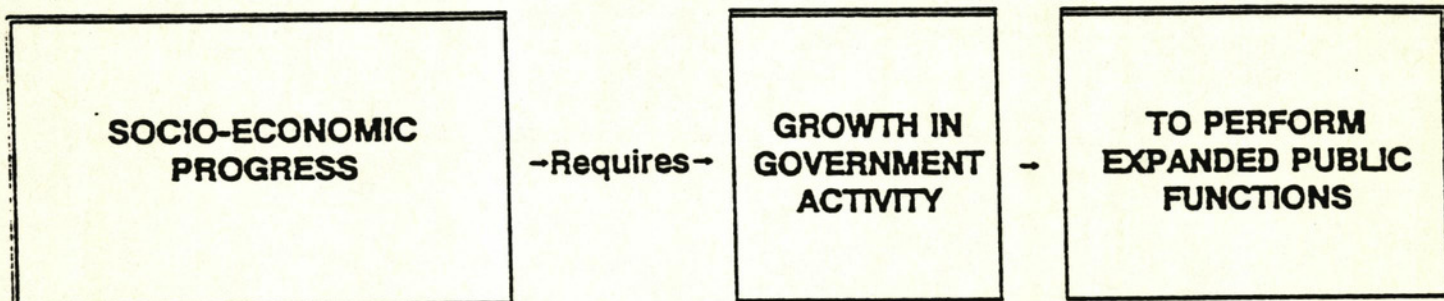 SOCIO-ECONOMIC
PROGRESS
→Requires→
GROWTH IN
GOVERNMENT
ACTIVITY
→
TO PERFORM
EXPANDED PUBLIC
FUNCTIONS